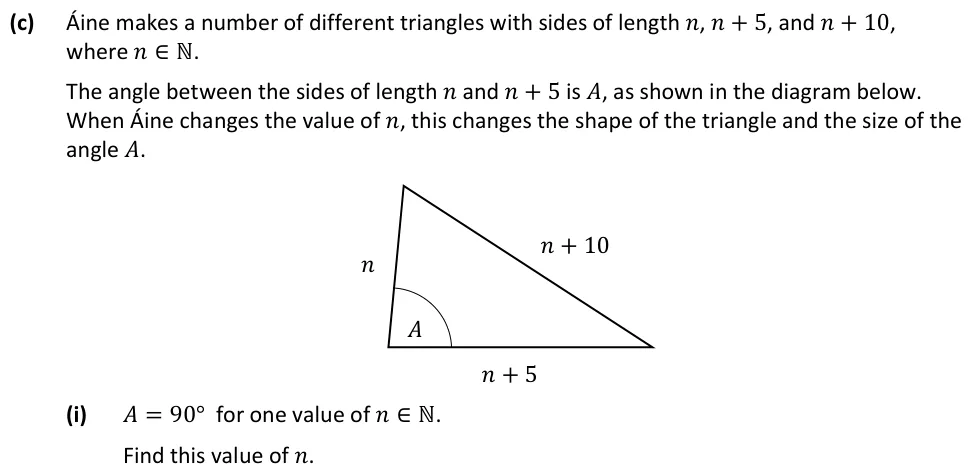 (c) Áine makes a number of different triangles with sides of length n, n + 5, and n + 10,
where n ∈ ℕ.
The angle between the sides of length n and n + 5 is A, as shown in the diagram below.
When Áine changes the value of n, this changes the shape of the triangle and the size of the
angle A.
n + 10
n
A
n + 5
(i) A = 90° for one value of n ∈ ℕ.
Find this value of n.